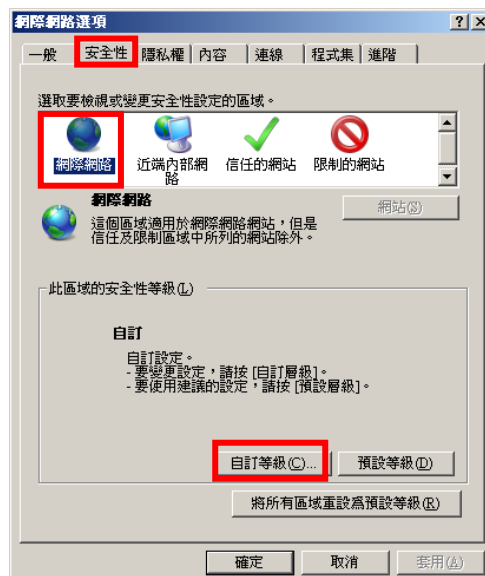 網際網路選項
一般 安全性 隱私權 內容 連線 程式集 進階
選取要檢視或變更安全性設定的區域。
網際網路 近端內部網路 信任的網站 限制的網站
網際網路
網站(S)
這個區域適用於網際網路網站，但是
信任及限制區域中所列的網站除外。
此區域的安全性等級(L)
自訂
自訂設定。
- 要變更設定，請按 [自訂層級]。
- 要使用建議的設定，請按 [預設層級]。
自訂等級(C)... 預設等級(D)
將所有區域重設為預設等級(R)
確定 取消 套用(A)